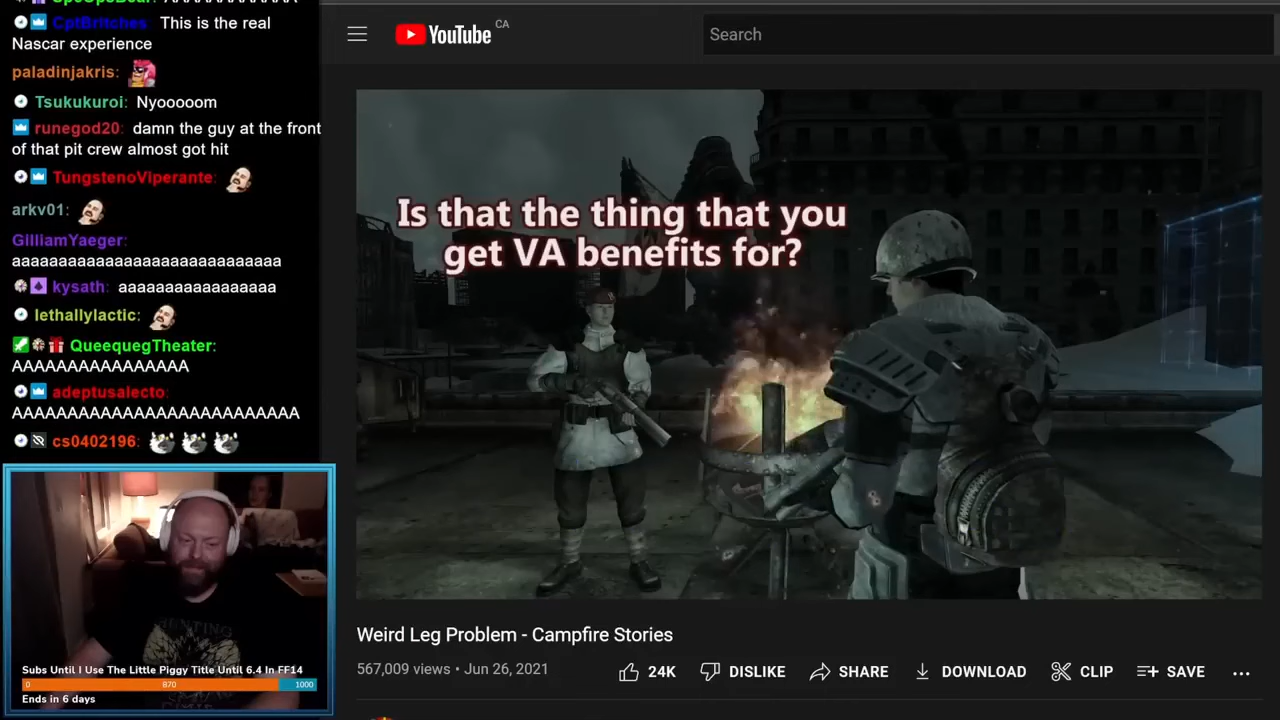 CptBritches: This is the real
Nascar experience
paladinjakris:
Tsukukuroi: Nyooooom
runegod20: damn the guy at the front
of that pit crew almost got hit
TungstenoViperante:
arkv01:
GilliamYaeger:
aaaaaaaaaaaaaaaaaaaaaaaaaaaaa
kysath: aaaaaaaaaaaaaaaaa
lethallylactic:
QueequegTheater:
AAAAAAAAAAAAAAAA
adeptusalecto:
AAAAAAAAAAAAAAAAAAAAAAAAAA
cs0402196:
Subs Until I Use The Little Piggy Title Until 6.4 In FF14
0 870 1000
Ends in 6 days
YouTube CA
Search
Is that the thing that you
get VA benefits for?
Weird Leg Problem - Campfire Stories
567,009 views • Jun 26, 2021
24K DISLIKE SHARE DOWNLOAD CLIP SAVE ...